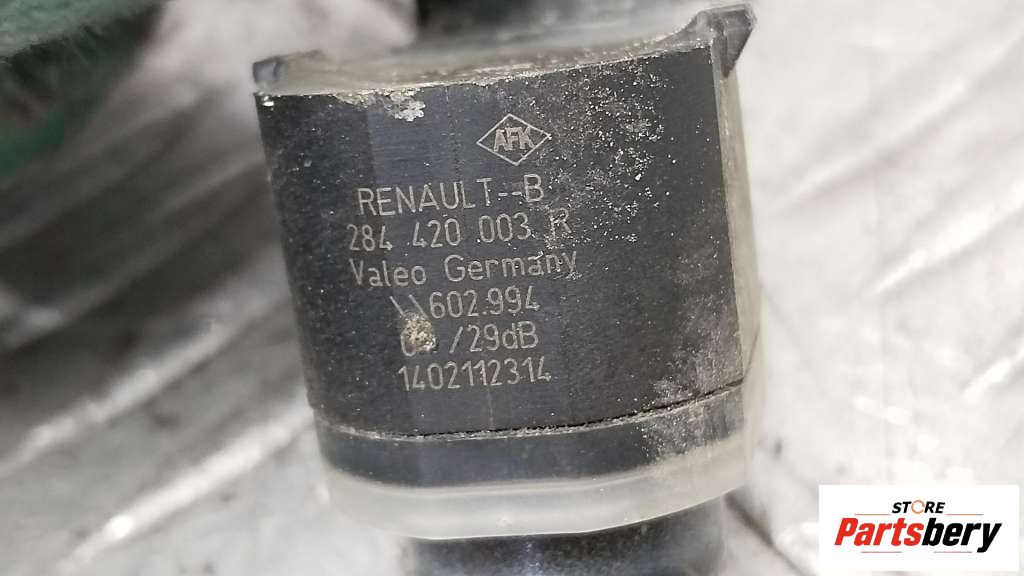 AFK
RENAULT--B
284 420 003 R
Valeo Germany
\\602.994
/29dB
1402112314
STORE
Partsbery